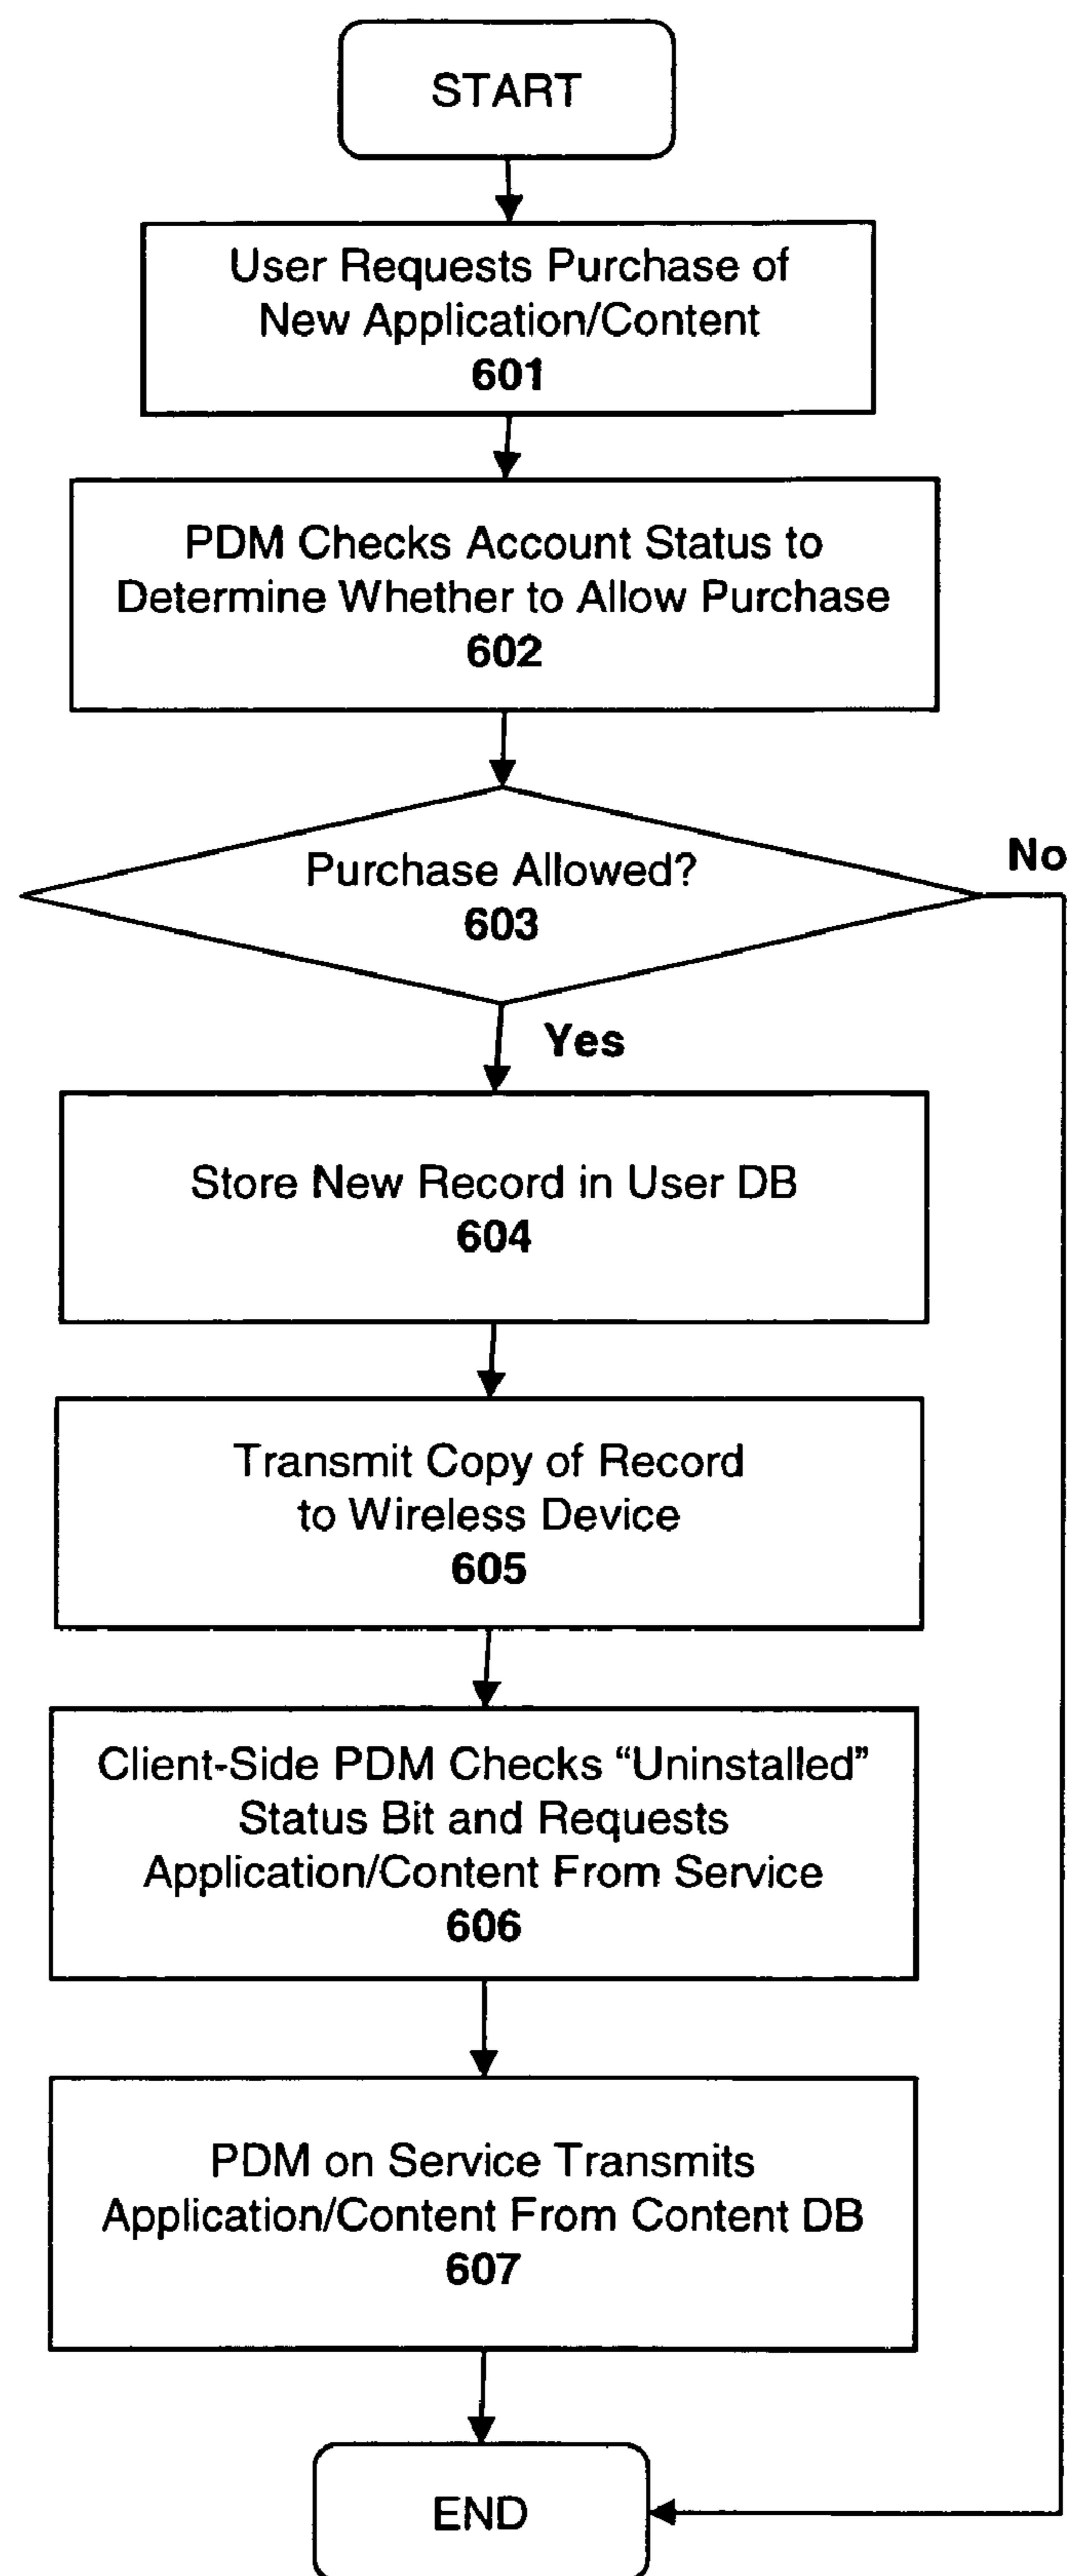 START
User Requests Purchase of
New Application/Content
601
PDM Checks Account Status to
Determine Whether to Allow Purchase
602
Purchase Allowed?
603
No
Yes
Store New Record in User DB
604
Transmit Copy of Record
to Wireless Device
605
Client-Side PDM Checks “Uninstalled”
Status Bit and Requests
Application/Content From Service
606
PDM on Service Transmits
Application/Content From Content DB
607
END